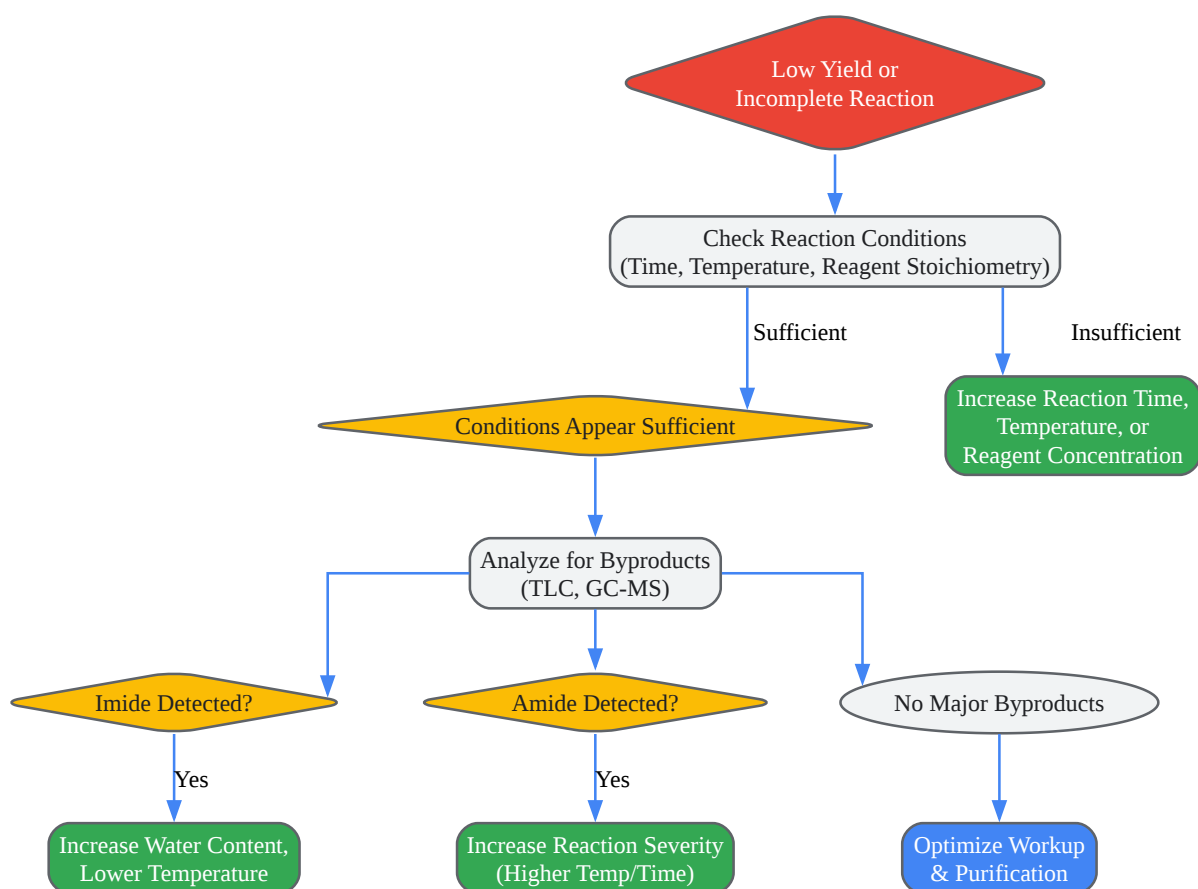 Low Yield or
Incomplete Reaction
Check Reaction Conditions
(Time, Temperature, Reagent Stoichiometry)
Sufficient
Insufficient
Increase Reaction Time,
Temperature, or
Reagent Concentration
Conditions Appear Sufficient
Analyze for Byproducts
(TLC, GC-MS)
Imide Detected?
Amide Detected?
No Major Byproducts
Yes
Yes
Increase Water Content,
Lower Temperature
Increase Reaction Severity
(Higher Temp/Time)
Optimize Workup
& Purification